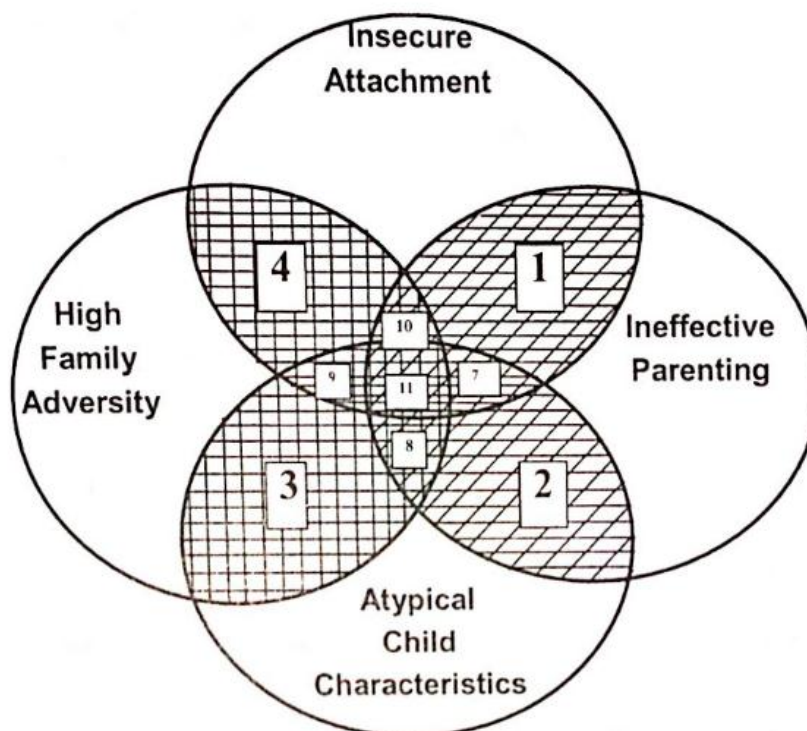 Insecure
Attachment
4
1
High
Family
Adversity
Ineffective
Parenting
10
9
11
7
8
3
2
Atypical
Child
Characteristics